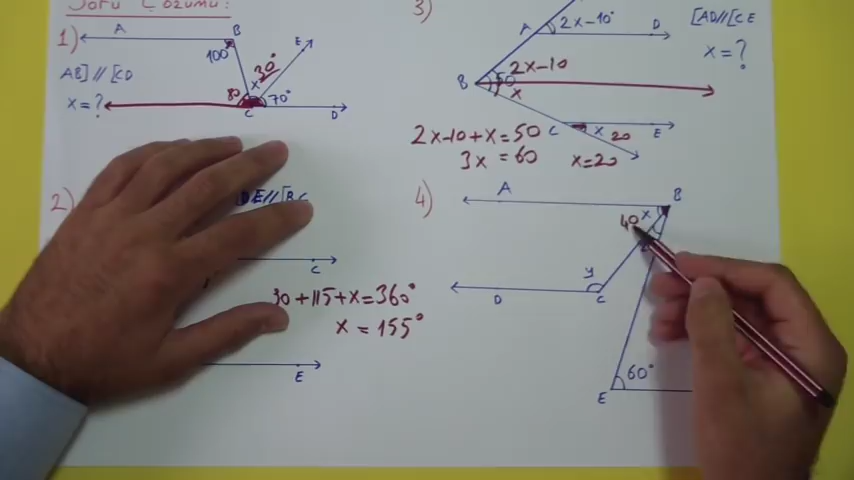 Soru Çözümü:
1)
A
B
100°
E
AB] // [CD
30°
x
x = ?
80
70°
C
D
2)
DE // [BC
C
30 + 115 + x = 360°
x = 155°
E
3)
A
2x-10°
D
[AD // [CE
x = ?
B
2x-10
50
x
C
x
20
E
2x-10+x=50
3x = 60
x=20
4)
A
B
40
x
D
y
C
60°
E